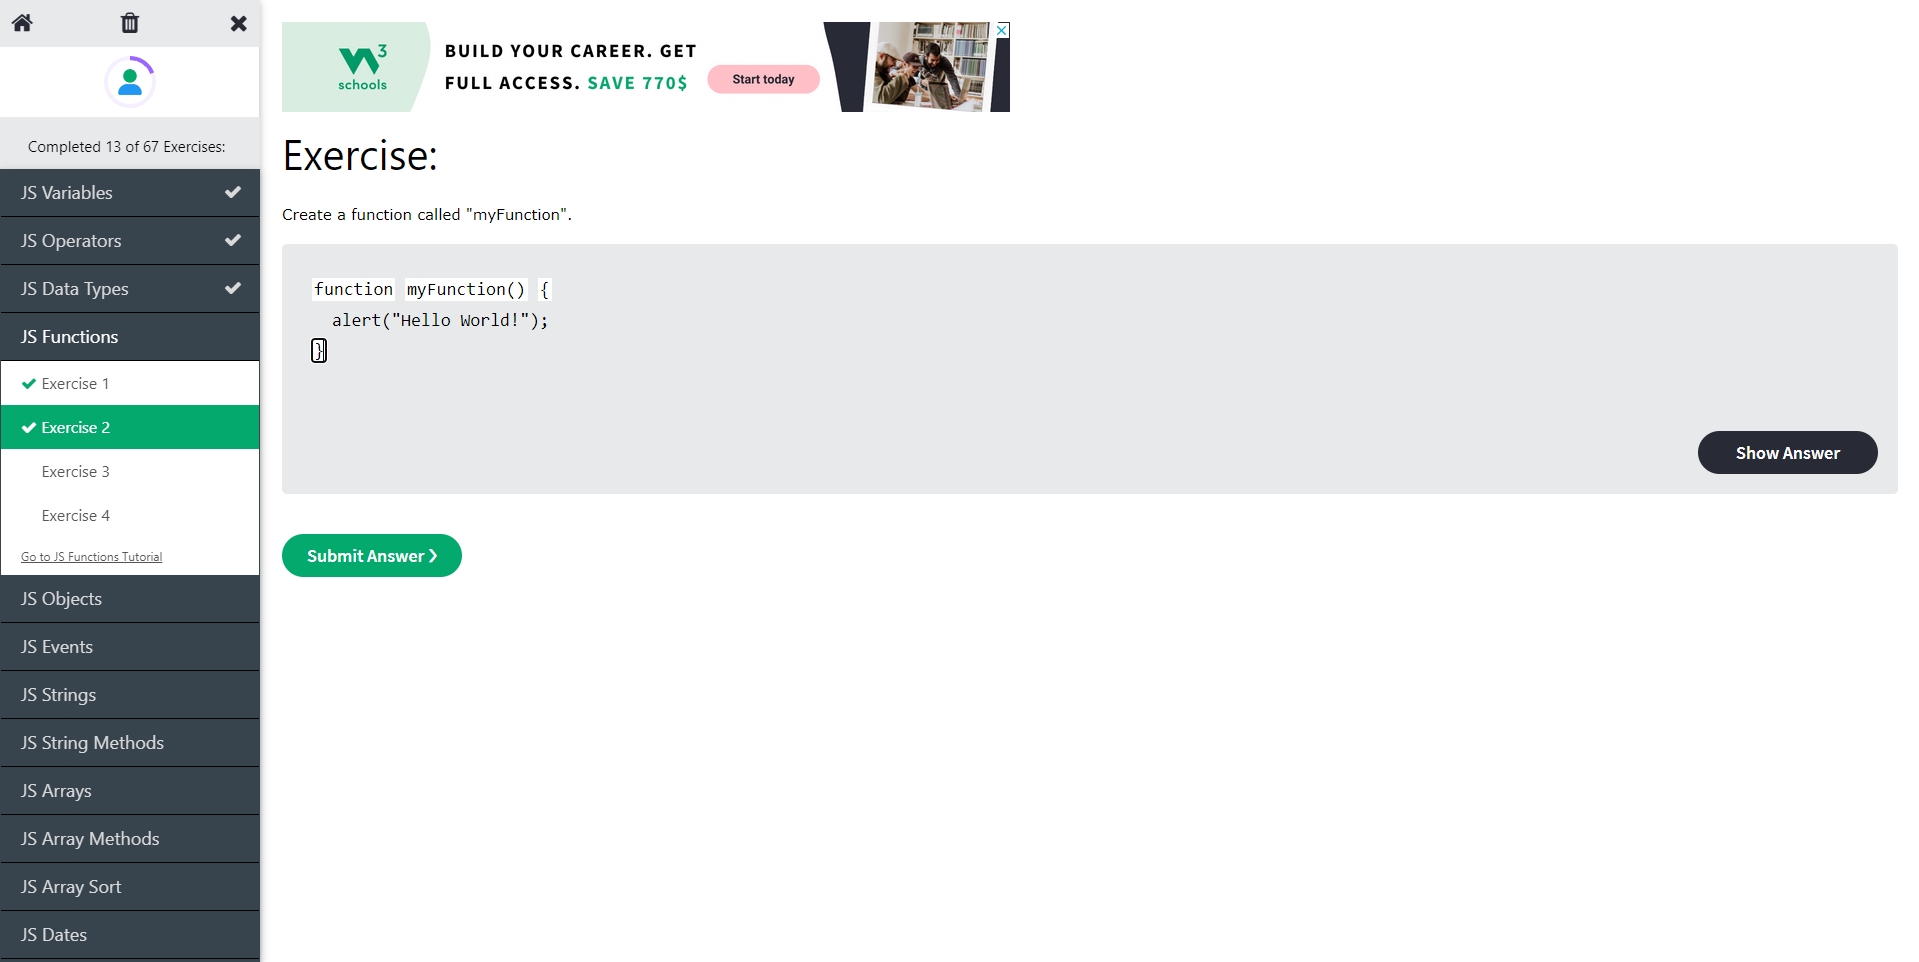 Completed 13 of 67 Exercises:
JS Variables
JS Operators
JS Data Types
JS Functions
Exercise 1
Exercise 2
Exercise 3
Exercise 4
Go to JS Functions Tutorial
JS Objects
JS Events
JS Strings
JS String Methods
JS Arrays
JS Array Methods
JS Array Sort
JS Dates
W3
schools
BUILD YOUR CAREER. GET
FULL ACCESS. SAVE 770$
Start today
Exercise:
Create a function called "myFunction".
function myFunction() {
alert("Hello World!");
}
Show Answer
Submit Answer ❯